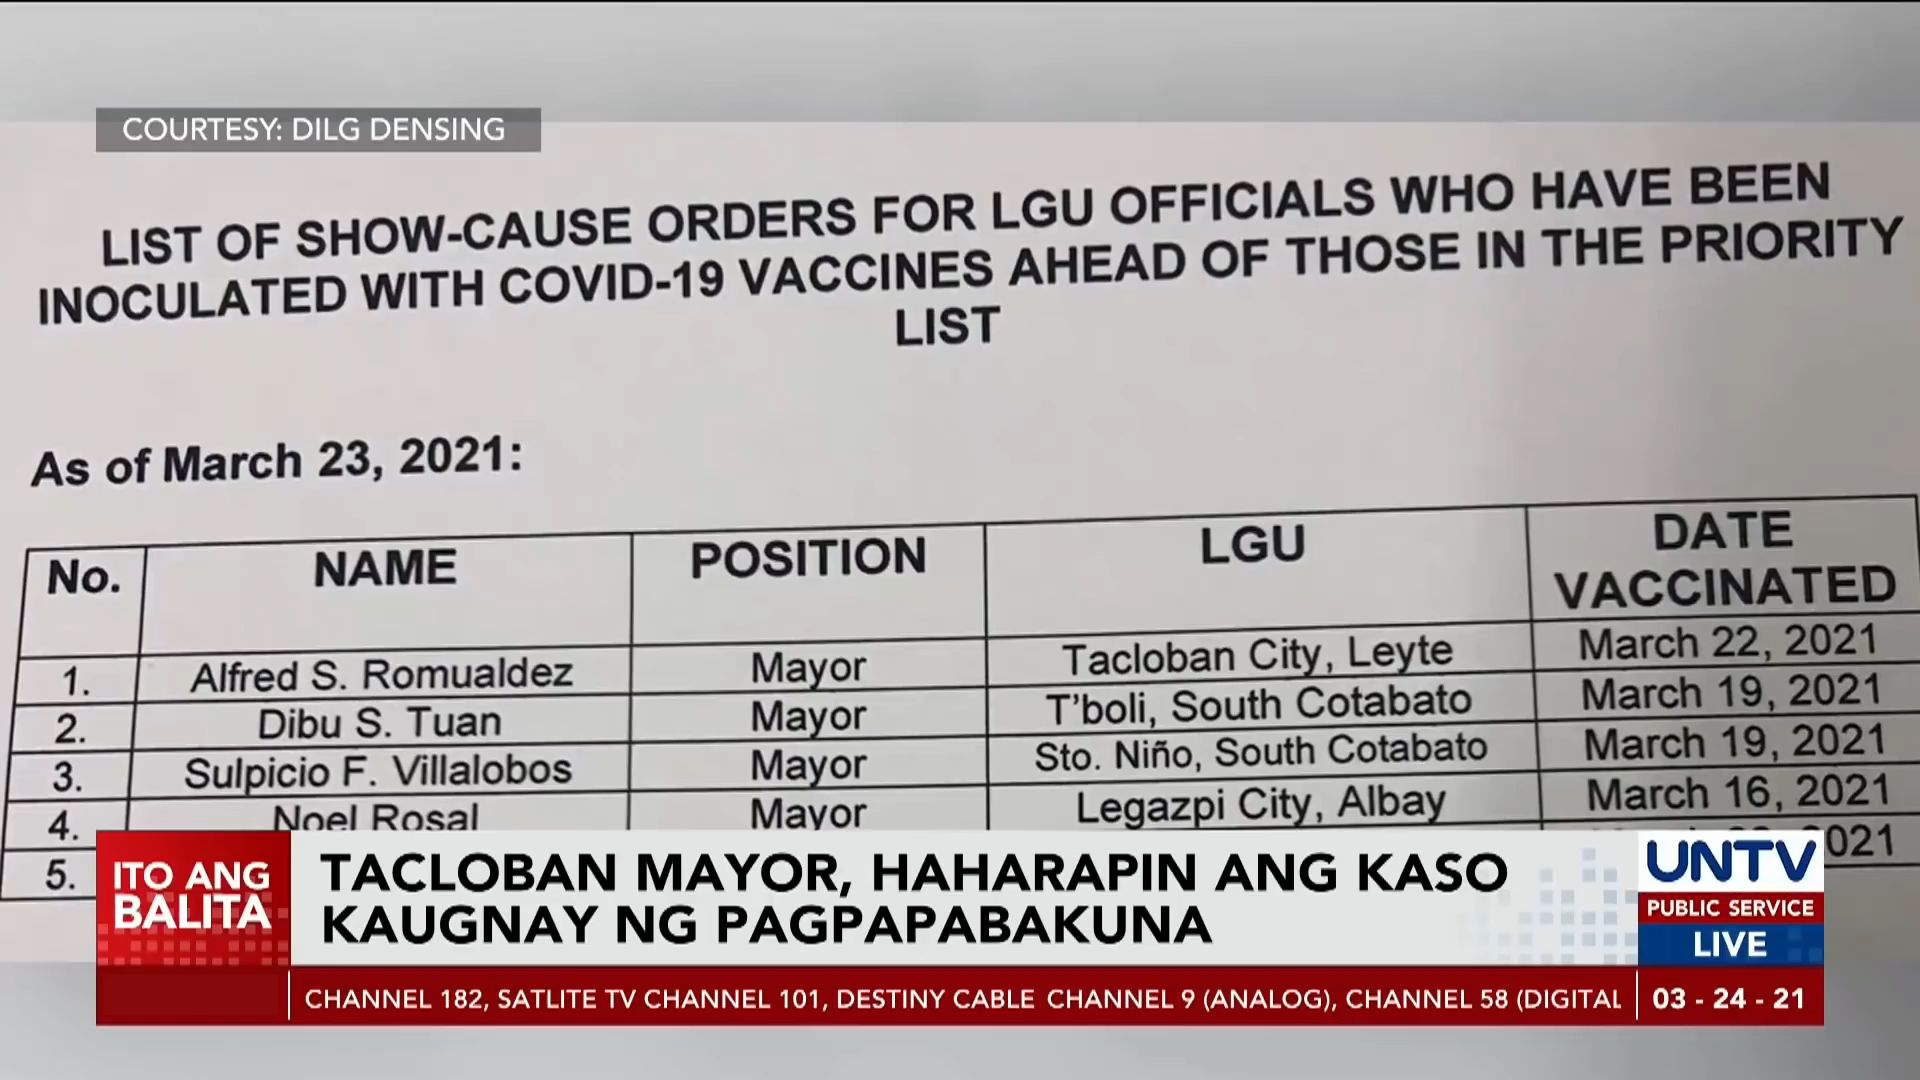 COURTESY: DILG DENSING
LIST OF SHOW-CAUSE ORDERS FOR LGU OFFICIALS WHO HAVE BEEN
INOCULATED WITH COVID-19 VACCINES AHEAD OF THOSE IN THE PRIORITY
LIST
As of March 23, 2021:
No. NAME POSITION LGU DATE VACCINATED
1. Alfred S. Romualdez Mayor Tacloban City, Leyte March 22, 2021
2. Dibu S. Tuan Mayor T'boli, South Cotabato March 19, 2021
3. Sulpicio F. Villalobos Mayor Sto. Niño, South Cotabato March 19, 2021
4. Noel Rosal Mayor Legazpi City, Albay March 16, 2021
5. 2021
ITO ANG
BALITA
TACLOBAN MAYOR, HAHARAPIN ANG KASO
KAUGNAY NG PAGPAPABAKUNA
UNTV
PUBLIC SERVICE
LIVE
CHANNEL 182, SATLITE TV CHANNEL 101, DESTINY CABLE CHANNEL 9 (ANALOG), CHANNEL 58 (DIGITAL
03 - 24 - 21